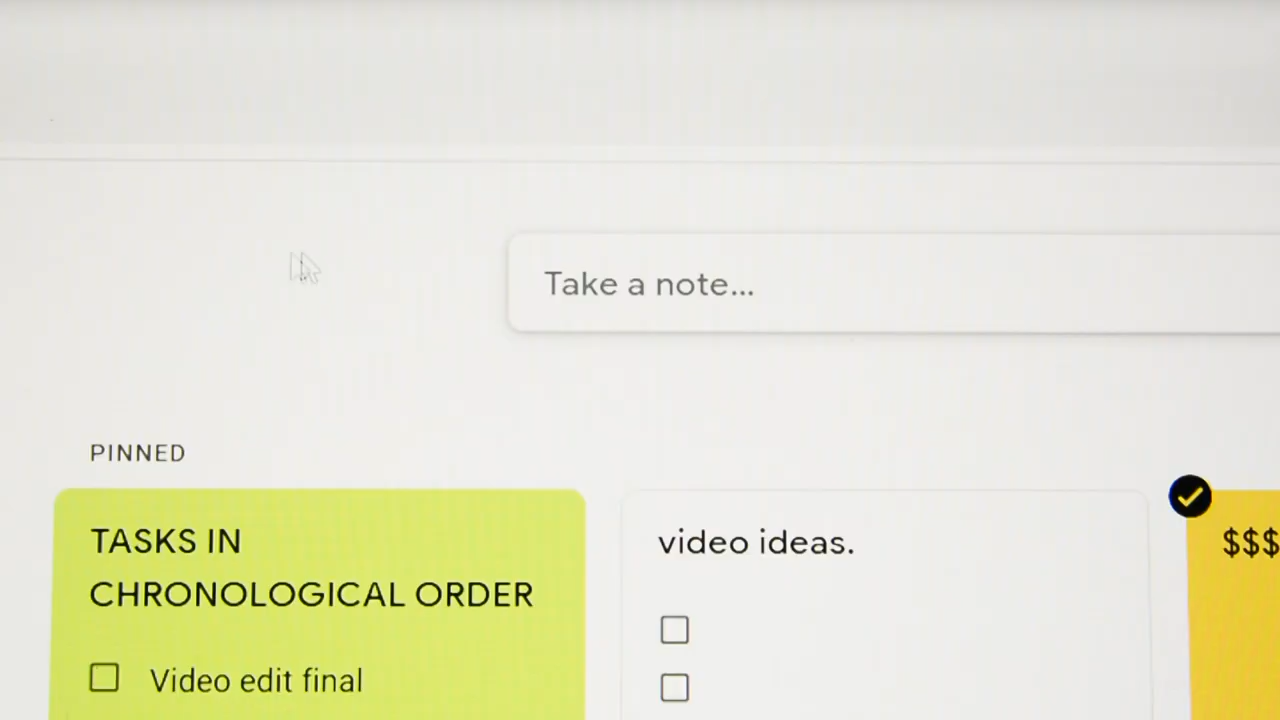 Take a note...
PINNED
TASKS IN
CHRONOLOGICAL ORDER
Video edit final
video ideas.
$$$